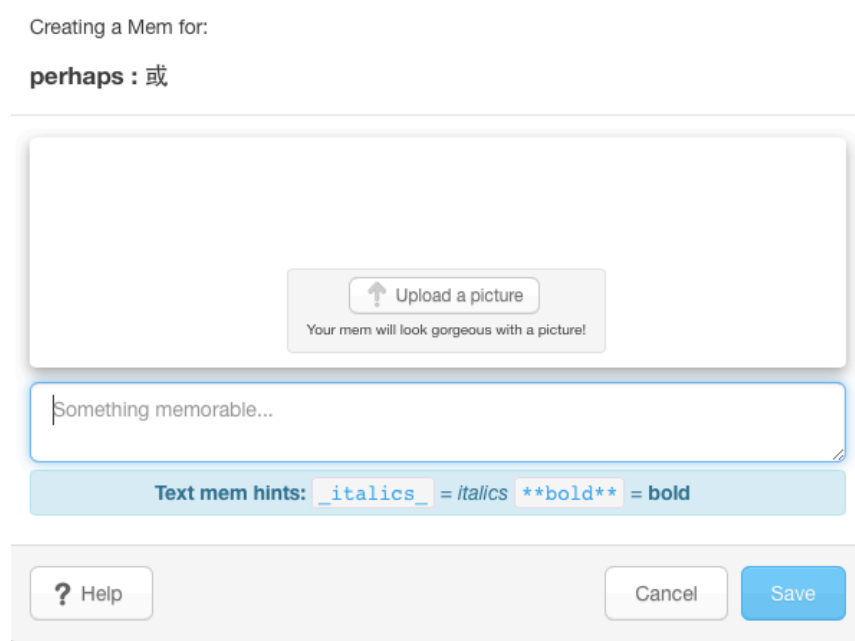 Creating a Mem for:
perhaps : 或
Upload a picture
Your mem will look gorgeous with a picture!
Something memorable...
Text mem hints: _italics_ = italics **bold** = bold
? Help
Cancel
Save